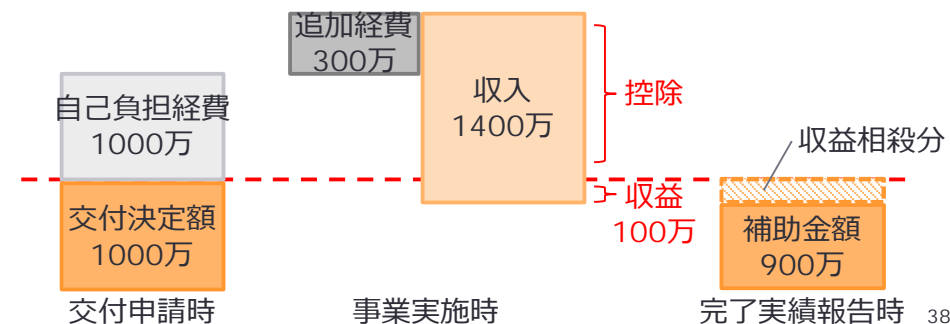 自己負担経費
1000万
交付決定額
1000万
交付申請時
追加経費
300万
収入
1400万
控除
収益
100万
事業実施時
収益相殺分
補助金額
900万
完了実績報告時
38